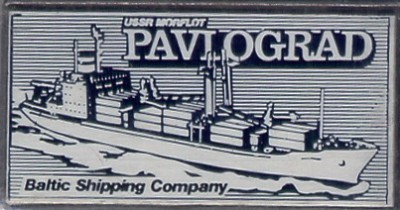 USSR MORFLOT
PAVLOGRAD
Baltic Shipping Company